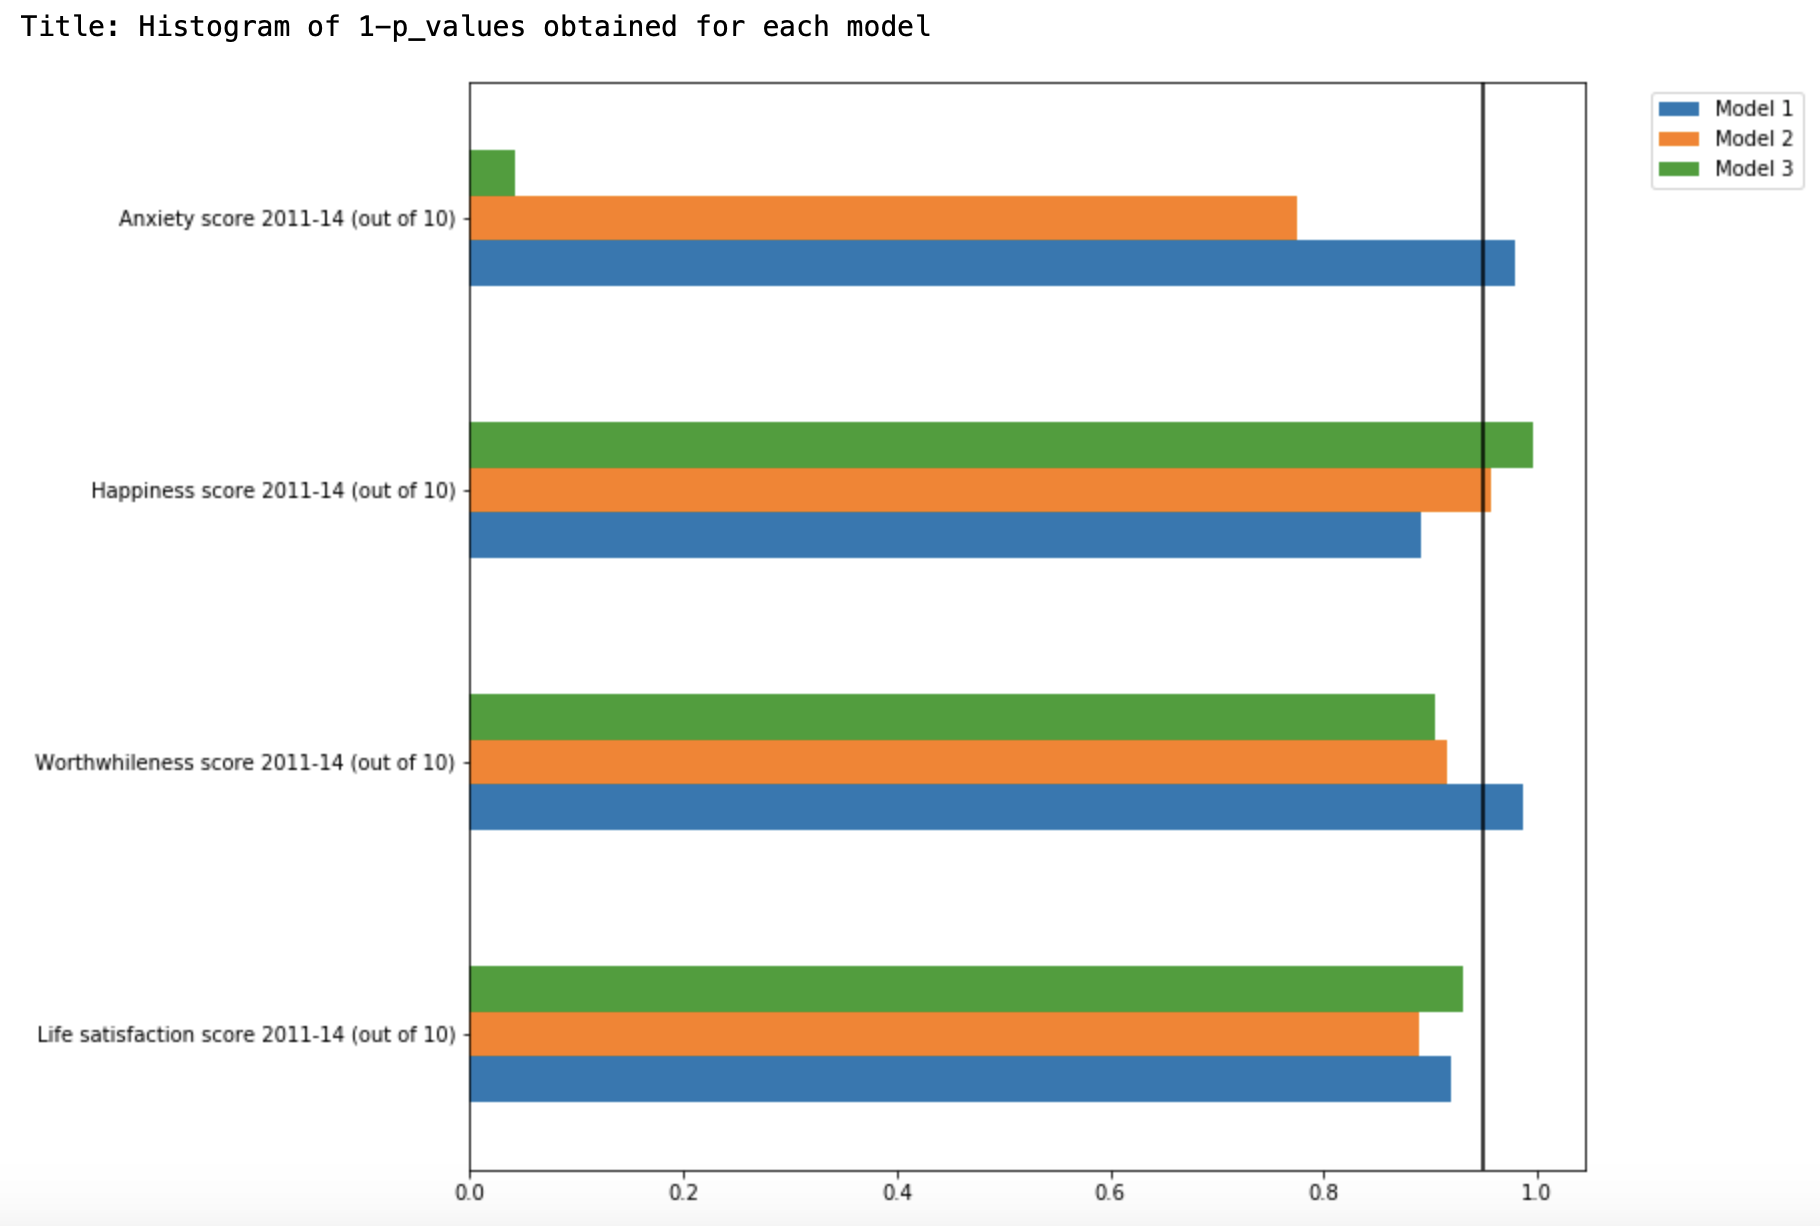 Title: Histogram of 1-p_values obtained for each model
Model 1
Model 2
Model 3
Anxiety score 2011-14 (out of 10)
Happiness score 2011-14 (out of 10)
Worthwhileness score 2011-14 (out of 10)
Life satisfaction score 2011-14 (out of 10)
0.0 0.2 0.4 0.6 0.8 1.0